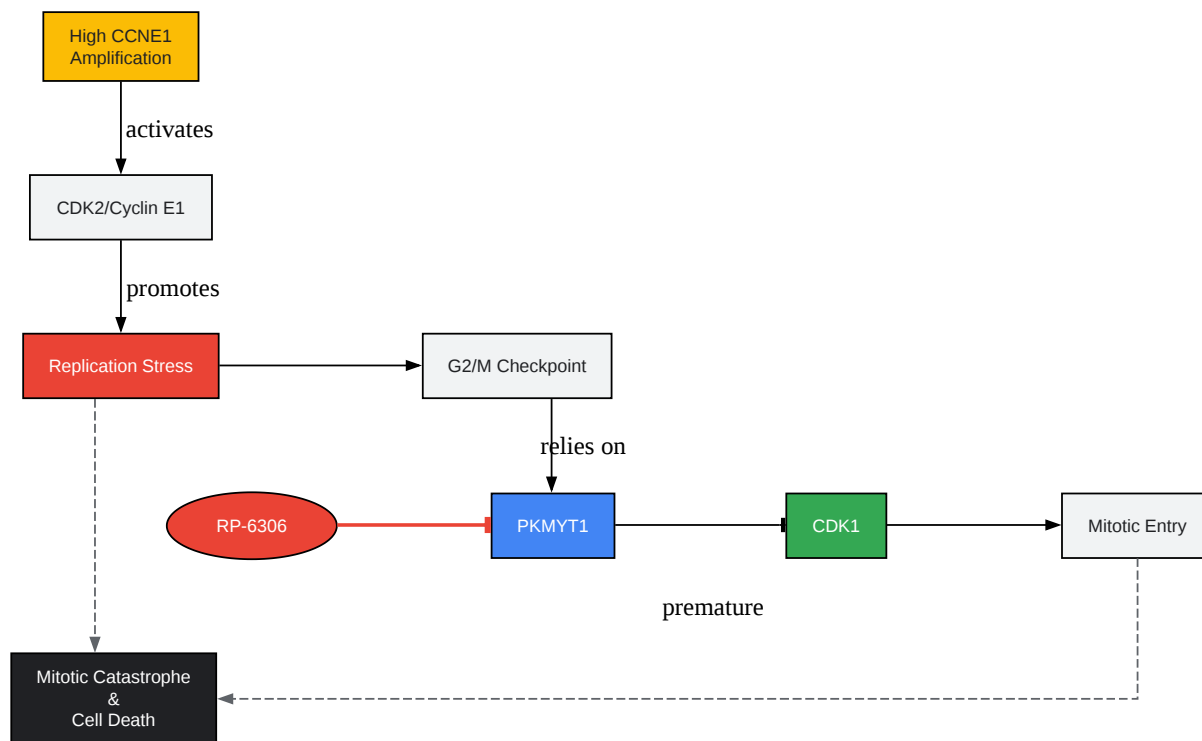 High CCNE1
Amplification
activates
CDK2/Cyclin E1
promotes
Replication Stress
G2/M Checkpoint
relies on
RP-6306
PKMYT1
CDK1
Mitotic Entry
premature
Mitotic Catastrophe
&
Cell Death